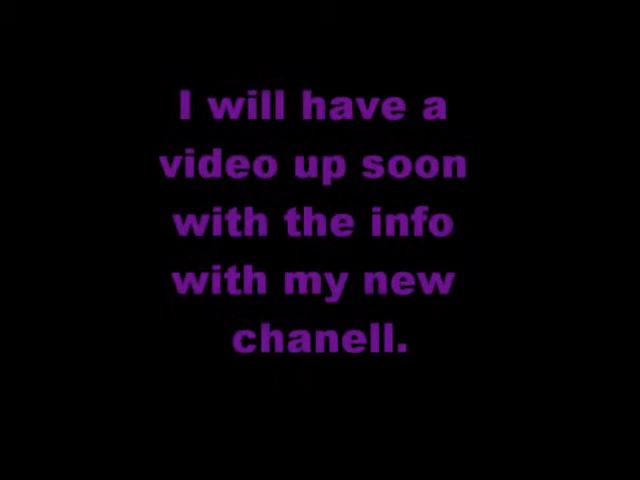 I will have a
video up soon
with the info
with my new
chanell.